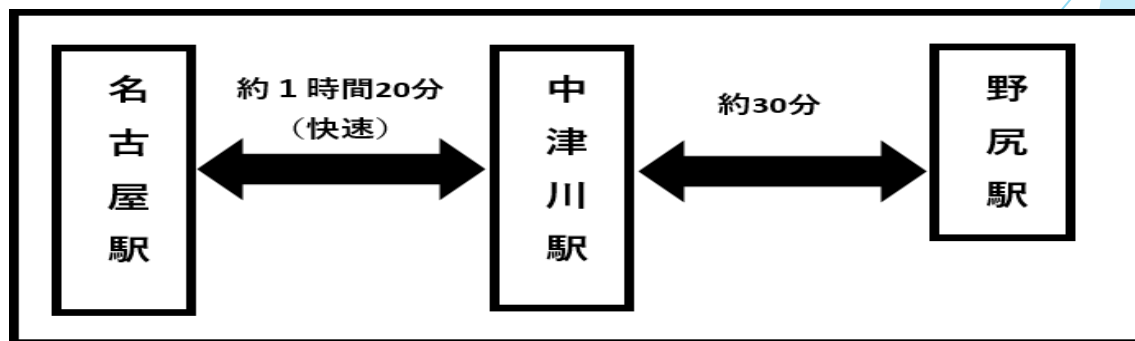 名古屋駅
約１時間20分
（快速）
中津川駅
約30分
野尻駅